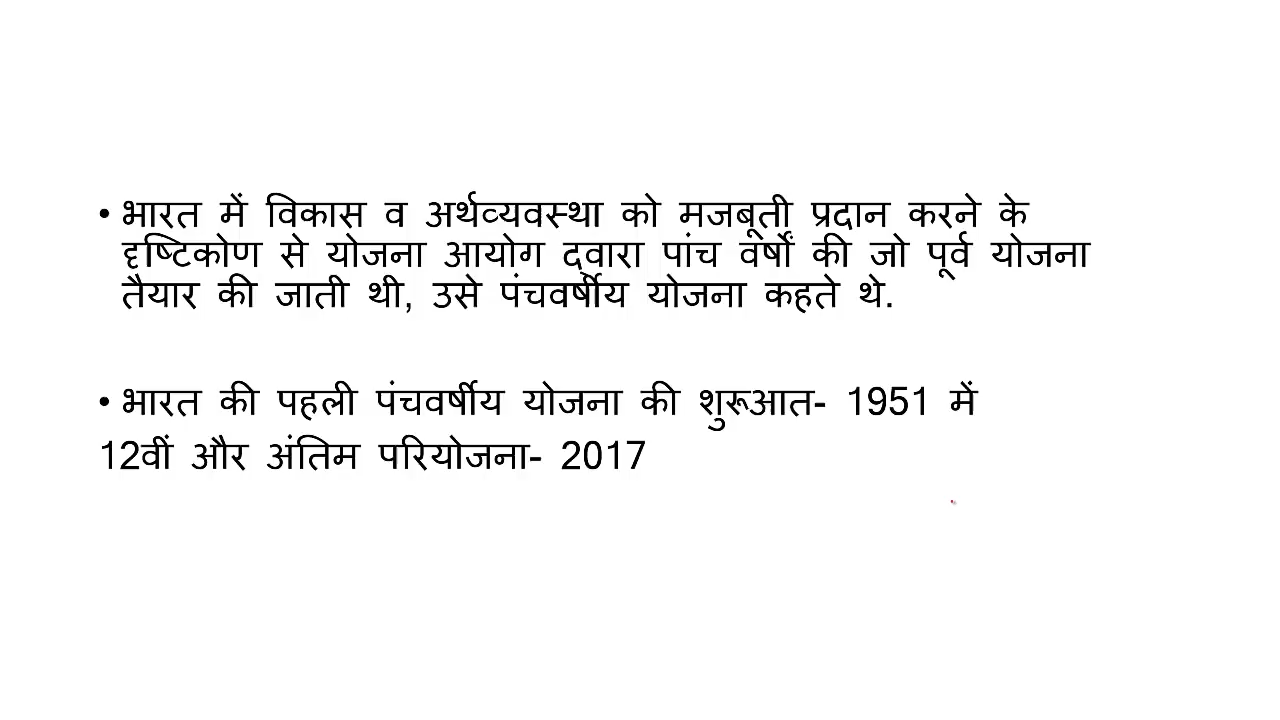 • भारत में विकास व अर्थव्यवस्था को मजबूती प्रदान करने के
दृष्टिकोण से योजना आयोग द्वारा पांच वर्षों की जो पूर्व योजना
तैयार की जाती थी, उसे पंचवर्षीय योजना कहते थे.
• भारत की पहली पंचवर्षीय योजना की शुरूआत- 1951 में
12वीं और अंतिम परियोजना- 2017